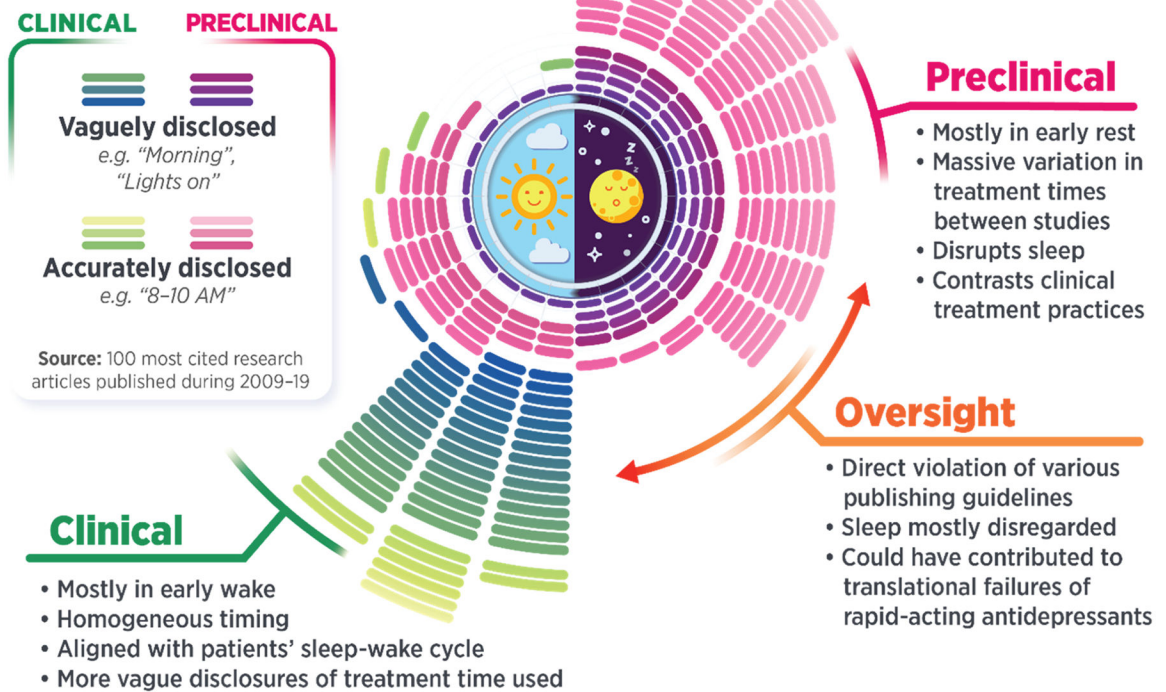 CLINICAL PRECLINICAL
Vaguely disclosed
e.g. “Morning”,
“Lights on”
Accurately disclosed
e.g. “8–10 AM”
Source: 100 most cited research
articles published during 2009–19
z
z
z
z
Preclinical
• Mostly in early rest
• Massive variation in
treatment times
between studies
• Disrupts sleep
• Contrasts clinical
treatment practices
Oversight
• Direct violation of various
publishing guidelines
• Sleep mostly disregarded
• Could have contributed to
translational failures of
rapid-acting antidepressants
Clinical
• Mostly in early wake
• Homogeneous timing
• Aligned with patients’ sleep-wake cycle
• More vague disclosures of treatment time used